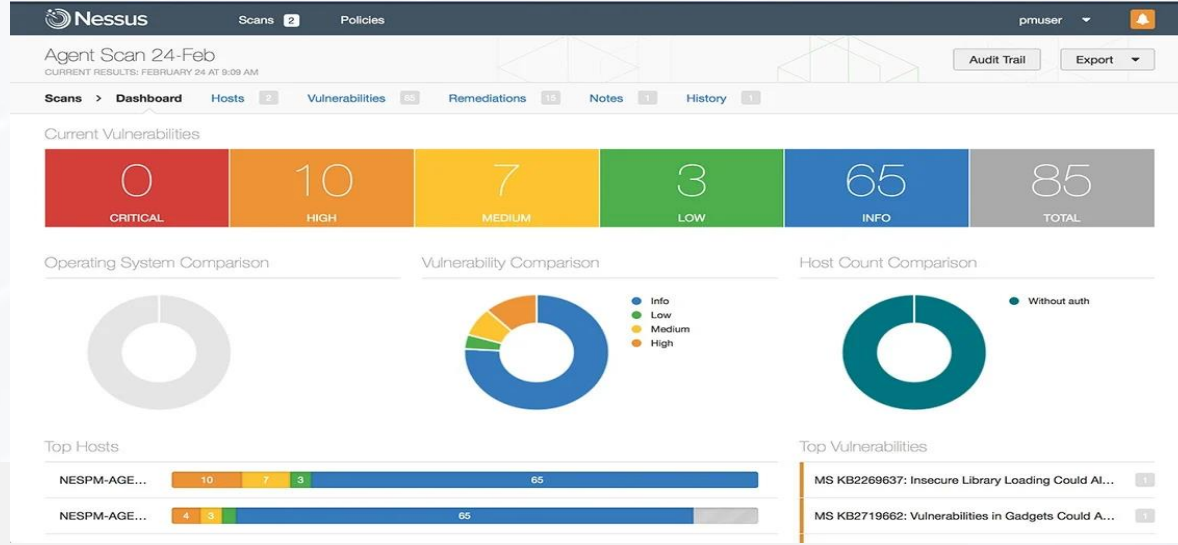 Nessus Scans 2 Policies pmuser
Agent Scan 24-Feb Audit Trail Export
CURRENT RESULTS: FEBRUARY 24 AT 9:09 AM
Scans > Dashboard Hosts 2 Vulnerabilities 65 Remediations 15 Notes 1 History 1
Current Vulnerabilities
0 10 7 3 65 85
CRITICAL HIGH MEDIUM LOW INFO TOTAL
Operating System Comparison Vulnerability Comparison Host Count Comparison
Info Without auth
Low
Medium
High
Top Hosts Top Vulnerabilities
NESPM-AGE... 10 7 3 65 MS KB2269637: Insecure Library Loading Could Al... 1
NESPM-AGE... 4 3 65 MS KB2719662: Vulnerabilities in Gadgets Could A... 1